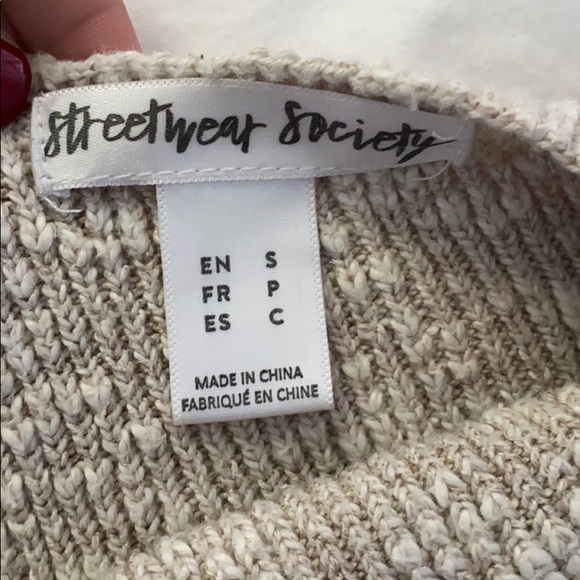 streetwear society
EN S
FR P
ES C
MADE IN CHINA
FABRIQUÉ EN CHINE